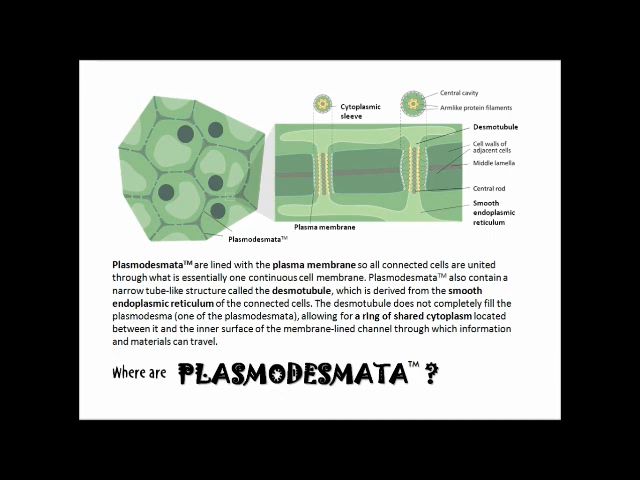 Central cavity
Cytoplasmic
sleeve
Armlike protein filaments
Desmotubule
Cell walls of
adjacent cells
Middle lamella
Central rod
Smooth
endoplasmic
reticulum
Plasma membrane
Plasmodesmata™
Plasmodesmata™ are lined with the plasma membrane so all connected cells are united
through what is essentially one continuous cell membrane. Plasmodesmata™ also contain a
narrow tube-like structure called the desmotubule, which is derived from the smooth
endoplasmic reticulum of the connected cells. The desmotubule does not completely fill the
plasmodesma (one of the plasmodesmata), allowing for a ring of shared cytoplasm located
between it and the inner surface of the membrane-lined channel through which information
and materials can travel.
Where are PLASMODESMATA™ ?